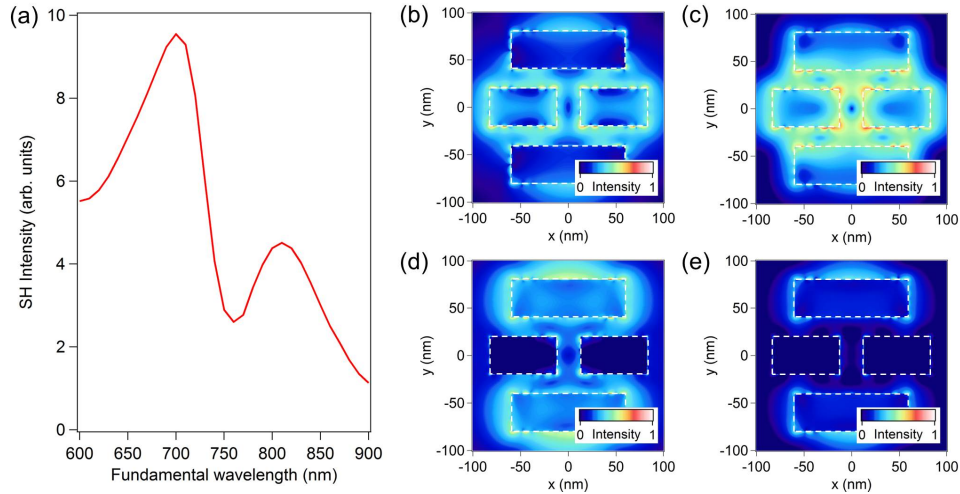 (a)
10
8
6
4
2
0
SH Intensity (arb. units)
600 650 700 750 800 850 900
Fundamental wavelength (nm)
(b)
100
50
0
-50
-100
y (nm)
0 Intensity 1
-100 -50 0 50 100
x (nm)
(c)
100
50
0
-50
-100
y (nm)
0 Intensity 1
-100 -50 0 50 100
x (nm)
(d)
100
50
0
-50
-100
y (nm)
0 Intensity 1
-100 -50 0 50 100
x (nm)
(e)
100
50
0
-50
-100
y (nm)
0 Intensity 1
-100 -50 0 50 100
x (nm)